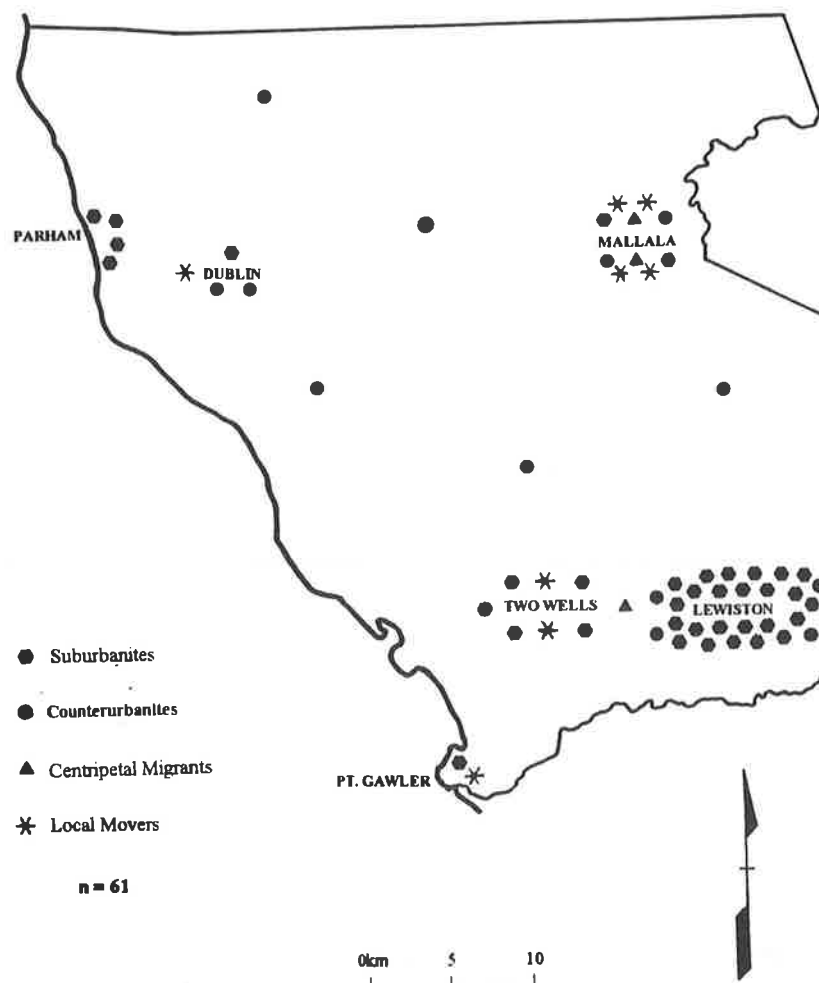 PARHAM
DUBLIN
MALLALA
TWO WELLS
LEWISTON
Suburbanites
Counterurbanites
Centripetal Migrants
PT. GAWLER
Local Movers
n = 61
0km 5 10